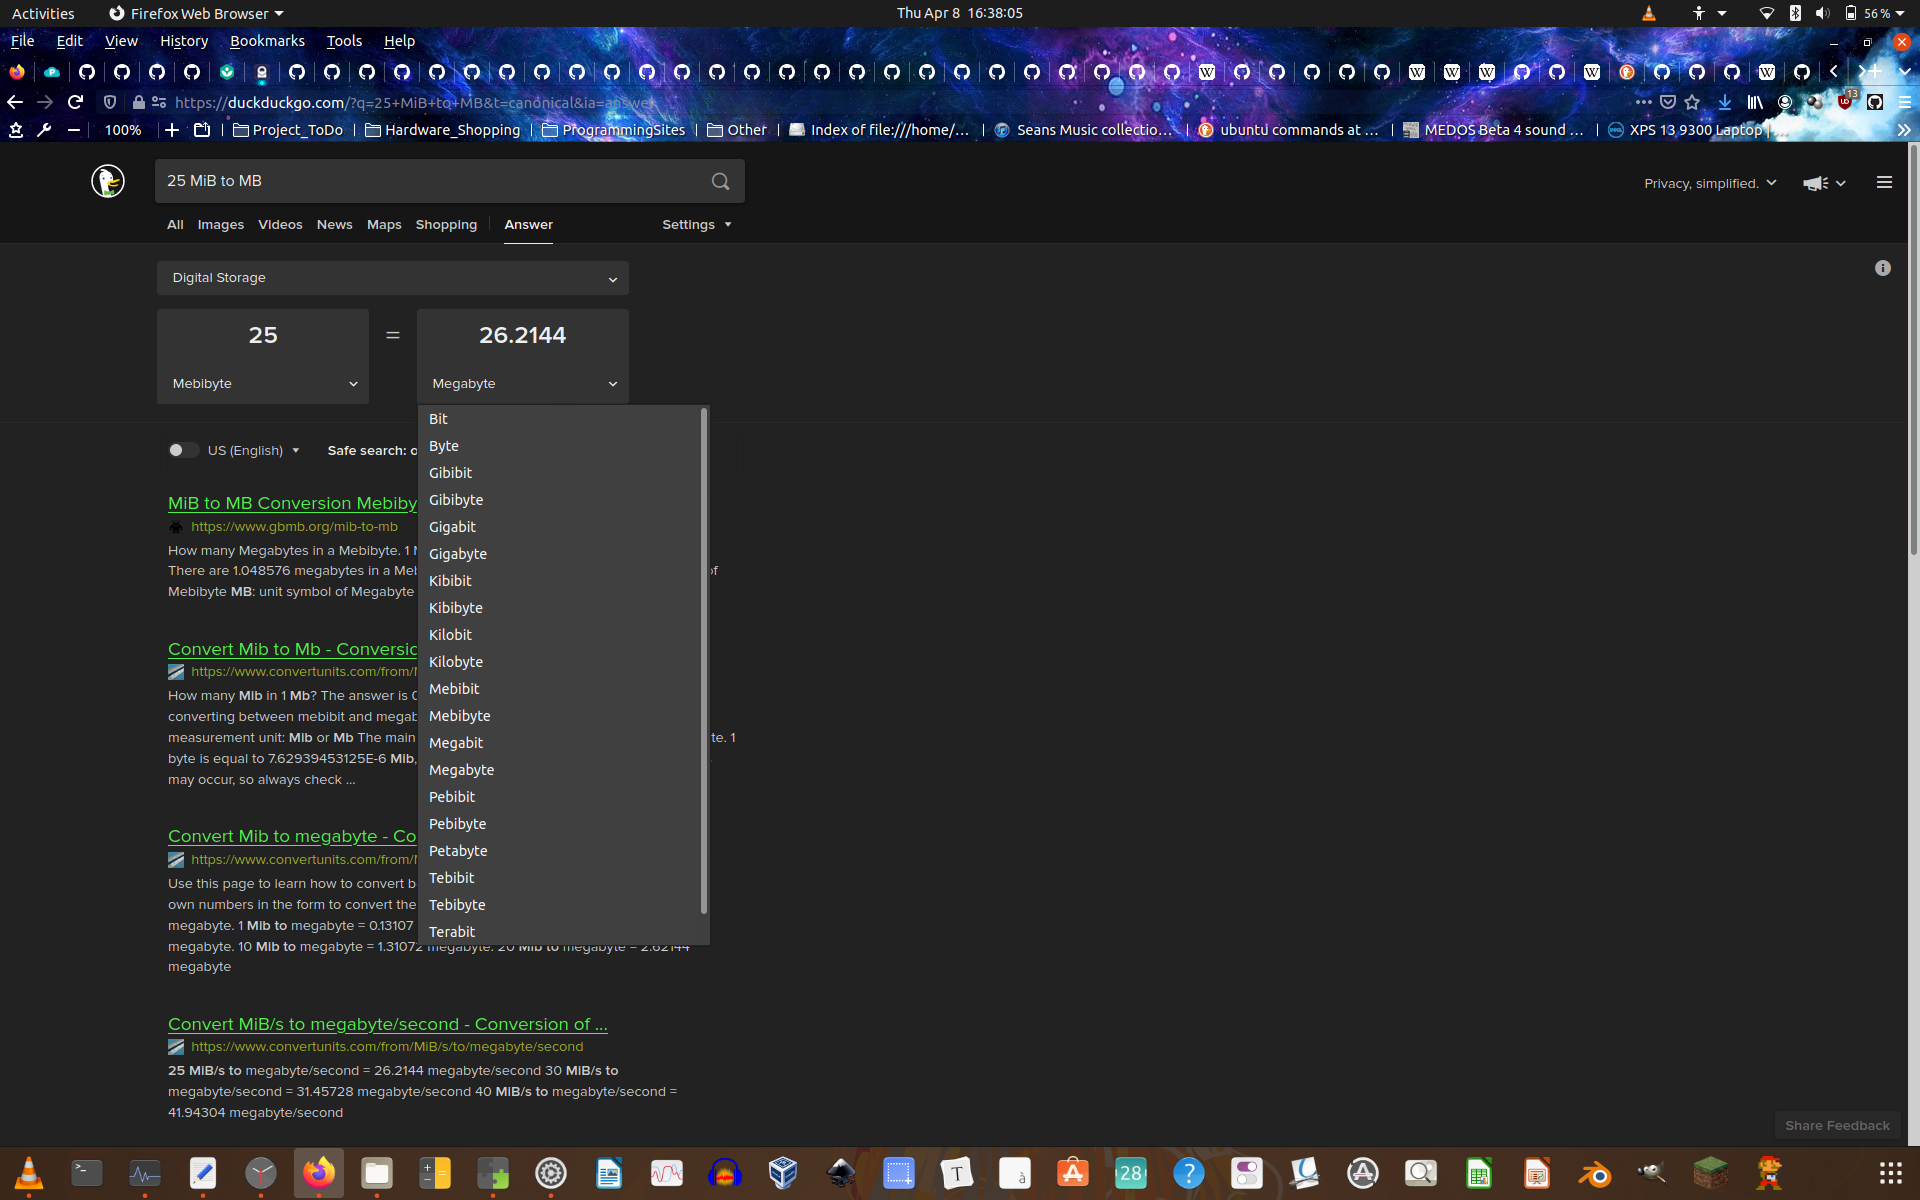 Activities
Firefox Web Browser
Thu Apr 8 16:38:05
56 %
File Edit View History Bookmarks Tools Help
https://duckduckgo.com/?q=25+MiB+to+MB&t=canonical&ia=answer
13
100%
Project_ToDo
Hardware_Shopping
ProgrammingSites
Other
Index of file:///home/...
Seans Music collectio...
ubuntu commands at ...
MEDOS Beta 4 sound ...
XPS 13 9300 Laptop | ...
25 MiB to MB
Privacy, simplified.
All Images Videos News Maps Shopping Answer Settings
Digital Storage
25 = 26.2144
Mebibyte Megabyte
Bit
Byte
Gibibit
Gibibyte
Gigabit
Gigabyte
Kibibit
Kibibyte
Kilobit
Kilobyte
Mebibit
Mebibyte
Megabit
Megabyte
Pebibit
Pebibyte
Petabyte
Tebibit
Tebibyte
Terabit
US (English) Safe search: o
MiB to MB Conversion Mebiby
https://www.gbmb.org/mib-to-mb
How many Megabytes in a Mebibyte. 1
There are 1.048576 megabytes in a Meb of
Mebibyte MB: unit symbol of Megabyte
Convert Mib to Mb - Conversio
https://www.convertunits.com/from/
How many Mib in 1 Mb? The answer is
converting between mebibit and megab
measurement unit: Mib or Mb The main te. 1
byte is equal to 7.62939453125E-6 Mib,
may occur, so always check ...
Convert Mib to megabyte - Co
https://www.convertunits.com/from/
Use this page to learn how to convert b
own numbers in the form to convert the
megabyte. 1 Mib to megabyte = 0.13107
megabyte. 10 Mib to megabyte = 1.31072 megabyte. 20 Mib to megabyte = 2.62144
megabyte
Convert MiB/s to megabyte/second - Conversion of ...
https://www.convertunits.com/from/MiB/s/to/megabyte/second
25 MiB/s to megabyte/second = 26.2144 megabyte/second 30 MiB/s to
megabyte/second = 31.45728 megabyte/second 40 MiB/s to megabyte/second =
41.94304 megabyte/second
Share Feedback
28